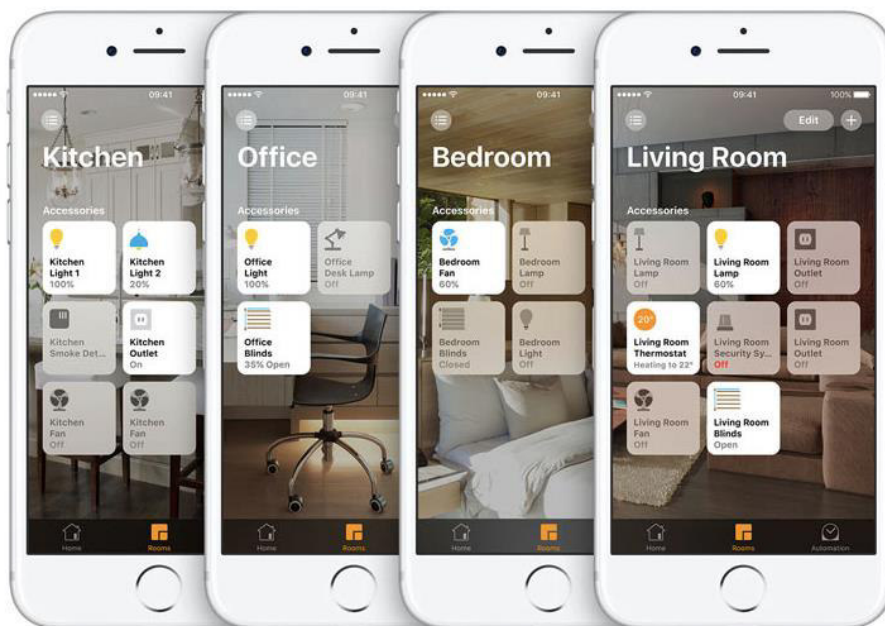 09:41
Kitchen
Accessories
Kitchen
Light 1
100%
Kitchen
Light 2
20%
Kitchen
Smoke Det...
Kitchen
Outlet
On
Kitchen
Fan
Off
Kitchen
Fan
Off
Home
Rooms
09:41
Office
Accessories
Office
Light
100%
Office
Desk Lamp
Off
Office
Blinds
35% Open
Home
Rooms
09:41
Bedroom
Accessories
Bedroom
Fan
60%
Bedroom
Lamp
Off
Bedroom
Blinds
Closed
Bedroom
Light
Off
Home
Rooms
09:41
100%
Edit
Living Room
Accessories
Living Room
Lamp
Off
Living Room
Lamp
60%
Living Room
Outlet
Off
20°
Living Room
Thermostat
Heating to 22°
Living Room
Security Sy...
Off
Living Room
Outlet
Off
Living Room
Fan
Off
Living Room
Blinds
Open
Home
Rooms
Automation